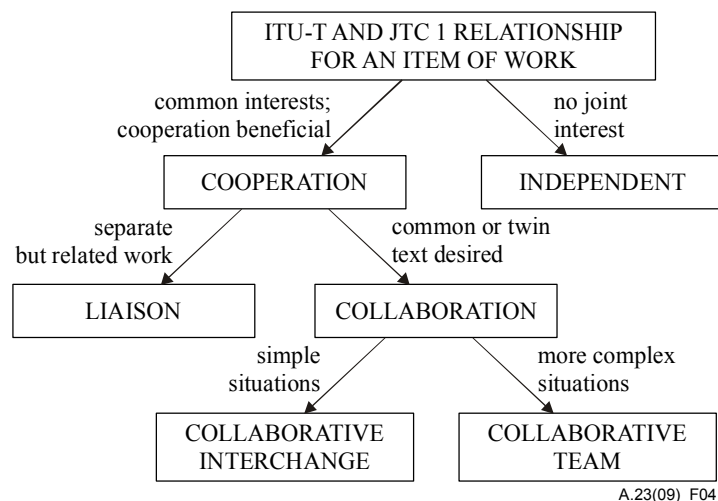 ITU-T AND JTC 1 RELATIONSHIP
FOR AN ITEM OF WORK
common interests;
cooperation beneficial
no joint
interest
COOPERATION
INDEPENDENT
separate
but related work
common or twin
text desired
LIAISON
COLLABORATION
simple
situations
more complex
situations
COLLABORATIVE
INTERCHANGE
COLLABORATIVE
TEAM
A.23(09)_F04